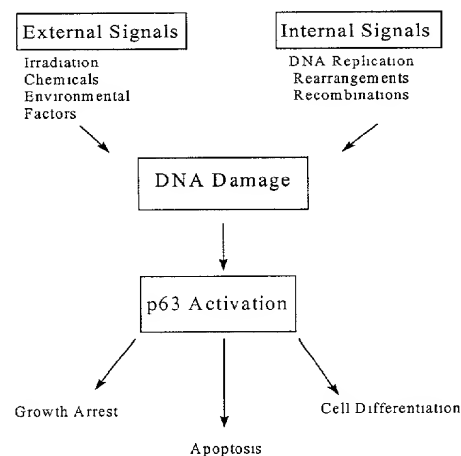 External Signals
Irradiation
Chemicals
Environmental
Factors
Internal Signals
DNA Replication
Rearrangements
Recombinations
DNA Damage
p63 Activation
Growth Arrest
Apoptosis
Cell Differentiation